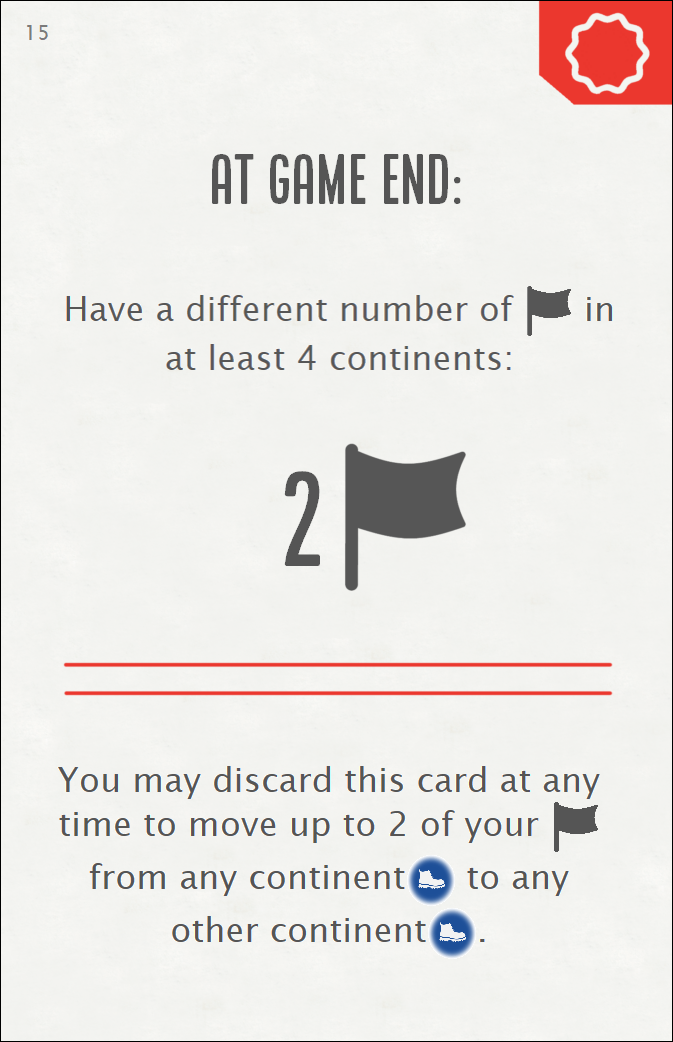 15
AT GAME END:
Have a different number of in
at least 4 continents:
2
You may discard this card at any
time to move up to 2 of your
from any continent to any
other continent .